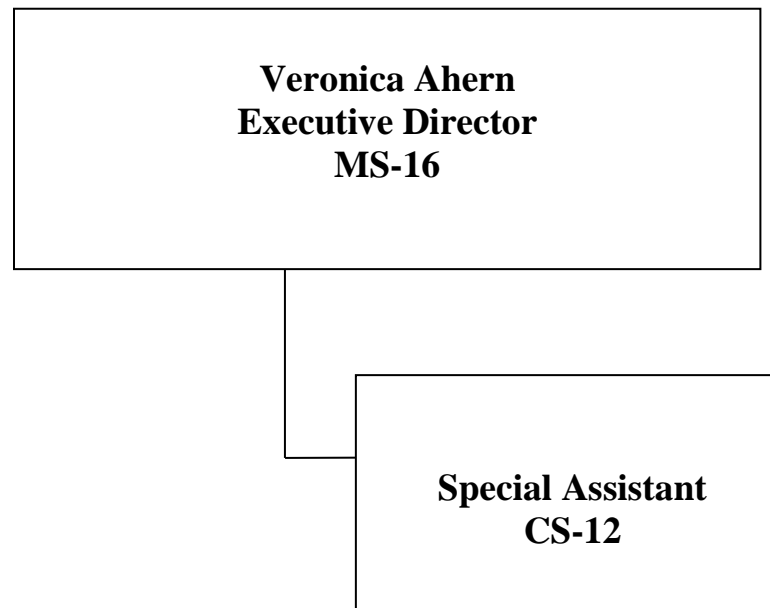 Veronica Ahern
Executive Director
MS-16
Special Assistant
CS-12